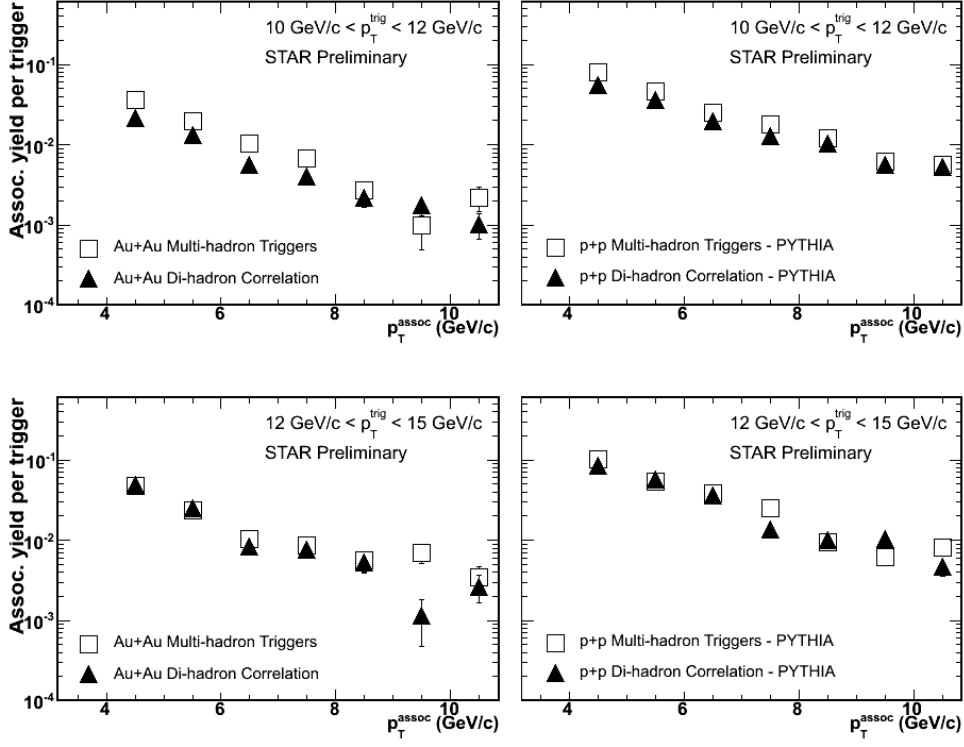 10 GeV/c < p_T^trig < 12 GeV/c
STAR Preliminary
Assoc. yield per trigger
10^-1
10^-2
10^-3
10^-4
Au+Au Multi-hadron Triggers
Au+Au Di-hadron Correlation
4 6 8 10
p_T^assoc (GeV/c)
10 GeV/c < p_T^trig < 12 GeV/c
STAR Preliminary
p+p Multi-hadron Triggers - PYTHIA
p+p Di-hadron Correlation - PYTHIA
4 6 8 10
p_T^assoc (GeV/c)
12 GeV/c < p_T^trig < 15 GeV/c
STAR Preliminary
Assoc. yield per trigger
10^-1
10^-2
10^-3
10^-4
Au+Au Multi-hadron Triggers
Au+Au Di-hadron Correlation
4 6 8 10
p_T^assoc (GeV/c)
12 GeV/c < p_T^trig < 15 GeV/c
STAR Preliminary
p+p Multi-hadron Triggers - PYTHIA
p+p Di-hadron Correlation - PYTHIA
4 6 8 10
p_T^assoc (GeV/c)